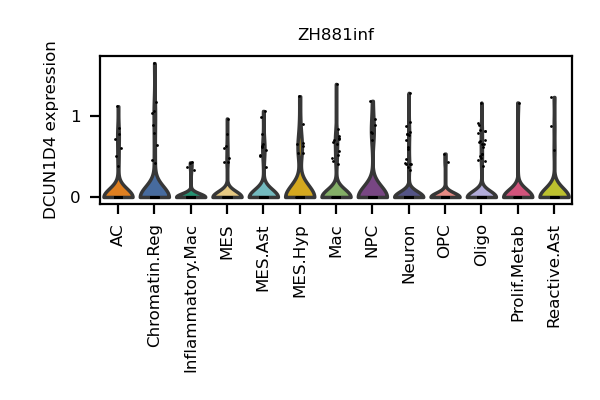 ZH881inf
DCUN1D4 expression
1
0
AC
Chromatin.Reg
Inflammatory.Mac
MES
MES.Ast
MES.Hyp
Mac
NPC
Neuron
OPC
Oligo
Prolif.Metab
Reactive.Ast